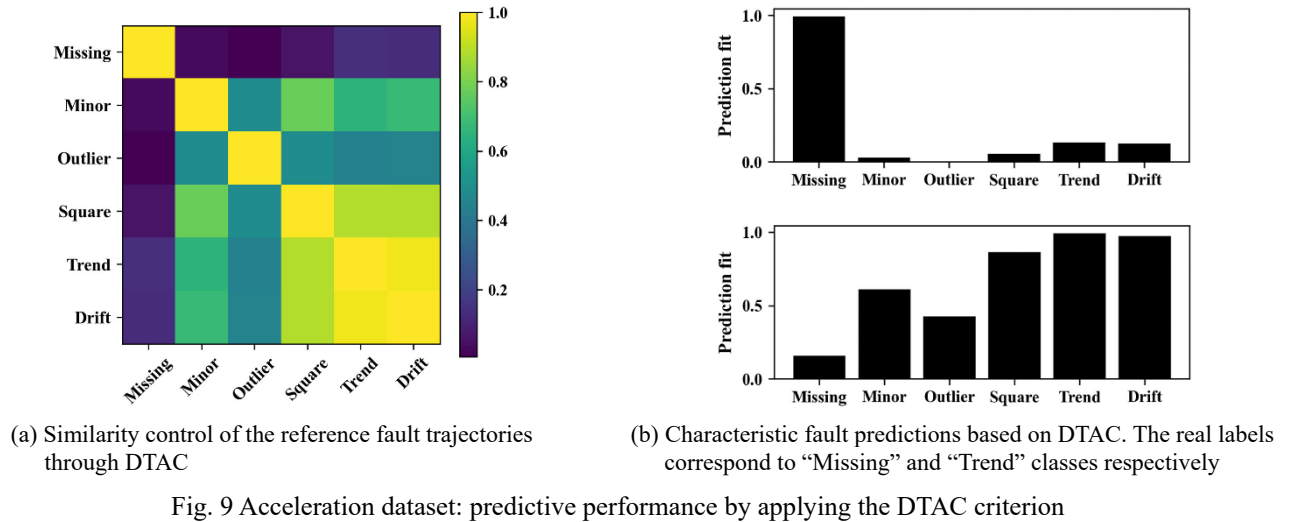 Missing
Minor
Outlier
Square
Trend
Drift
Missing
Minor
Outlier
Square
Trend
Drift
1.0
0.8
0.6
0.4
0.2
(a) Similarity control of the reference fault trajectories
through DTAC
Prediction fit
1.0
0.5
0.0
Missing Minor Outlier Square Trend Drift
Prediction fit
1.0
0.5
0.0
Missing Minor Outlier Square Trend Drift
(b) Characteristic fault predictions based on DTAC. The real labels
correspond to “Missing” and “Trend” classes respectively
Fig. 9 Acceleration dataset: predictive performance by applying the DTAC criterion